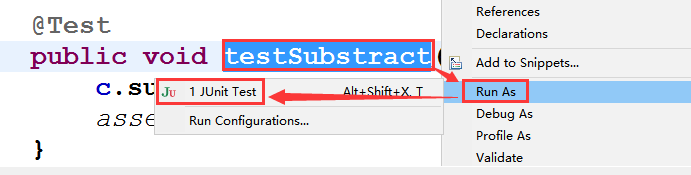 @Test
public void testSubstract(
c.su
asse
}
JU 1 JUnit Test Alt+Shift+X, T
Run Configurations...
References
Declarations
Add to Snippets...
Run As
Debug As
Profile As
Validate